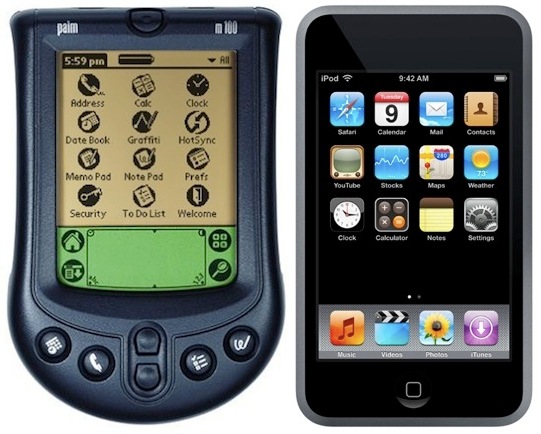 palm m100
5:59 pm All
Address Calc Clock
Date Book Graffiti HotSync
Memo Pad Note Pad Prefs
Security To Do List Welcome
iPod 9:42 AM
Tuesday
9
280
73°
Safari Calendar Mail Contacts
YouTube Stocks Maps Weather
Clock Calculator Notes Settings
Music Videos Photos iTunes